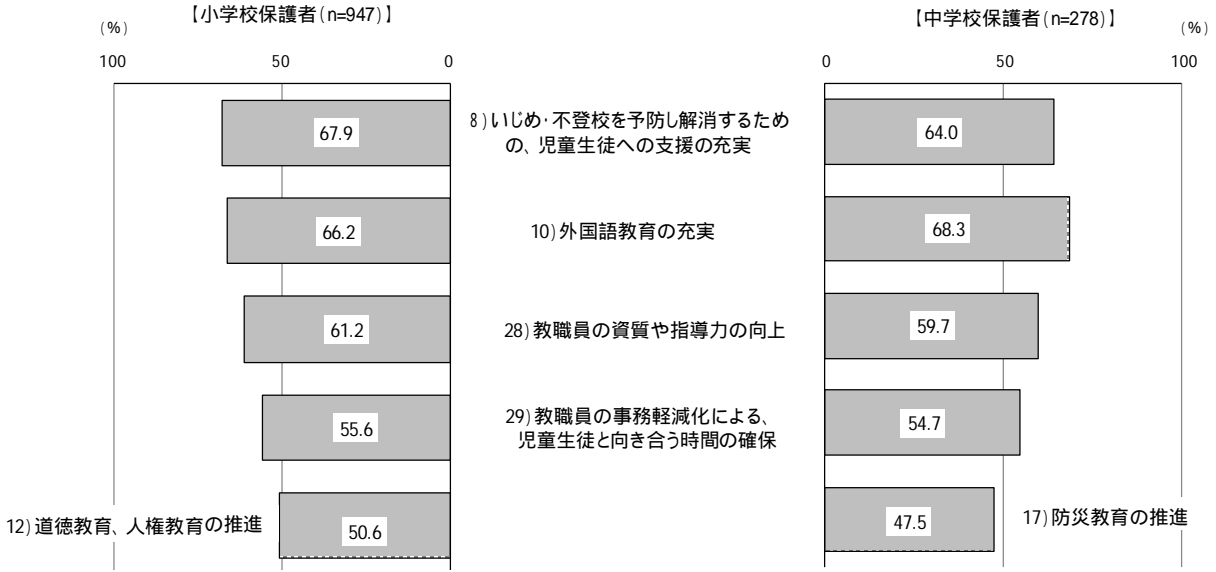 【小学校保護者(n=947)】
【中学校保護者(n=278)】
(%)
(%)
100 50 0
0 50 100
67.9
8)いじめ・不登校を予防し解消するため
の、児童生徒への支援の充実
64.0
66.2
10)外国語教育の充実
68.3
61.2
28)教職員の資質や指導力の向上
59.7
55.6
29)教職員の事務軽減化による、
児童生徒と向き合う時間の確保
54.7
12)道徳教育、人権教育の推進
50.6
47.5
17)防災教育の推進